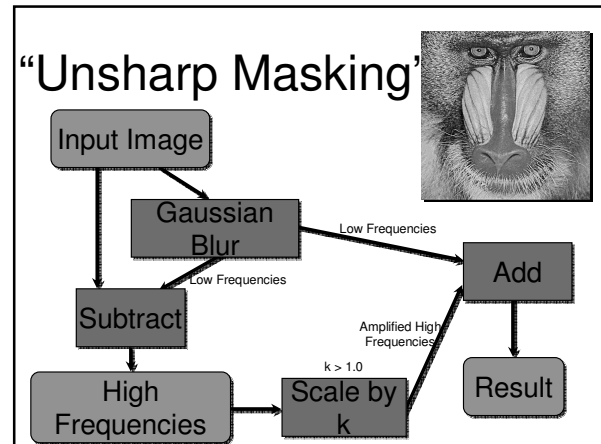 “Unsharp Masking”
Input Image
Gaussian
Blur
Low Frequencies
Low Frequencies
Add
Subtract
Amplified High
Frequencies
k > 1.0
High
Frequencies
Scale by
k
Result